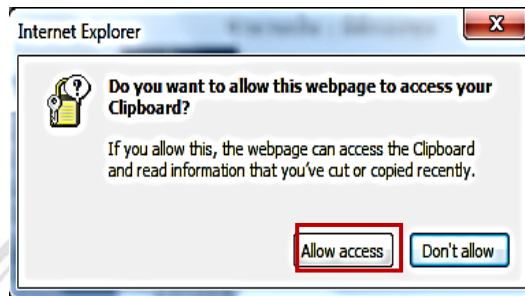 Internet Explorer
Do you want to allow this webpage to access your
Clipboard?
If you allow this, the webpage can access the Clipboard
and read information that you've cut or copied recently.
Allow access
Don't allow